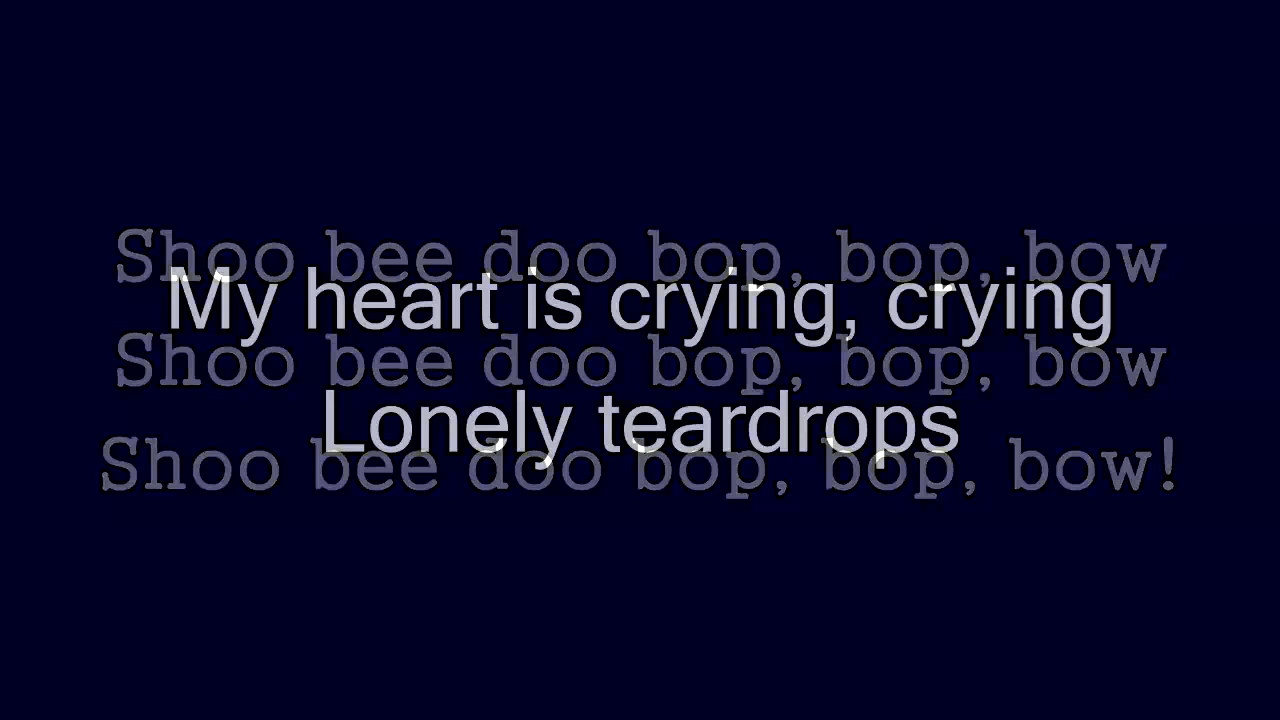 Shoo bee doo bop, bop, bow
My heart is crying, crying
Shoo bee doo bop, bop, bow
Lonely teardrops
Shoo bee doo bop, bop, bow!